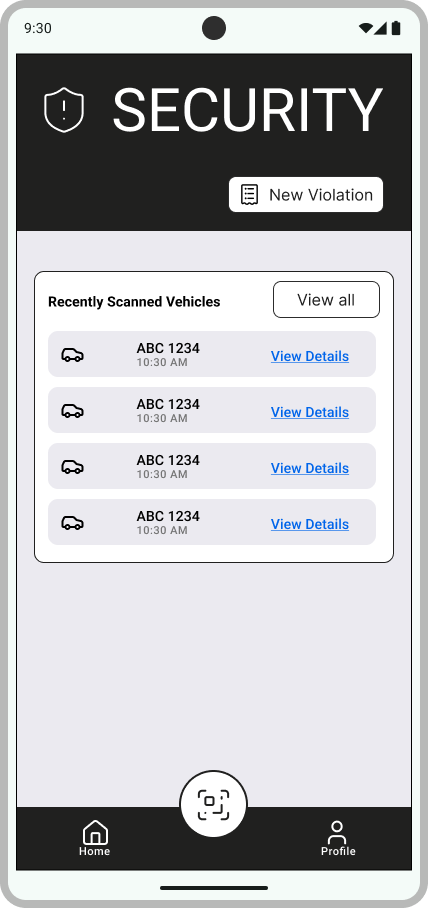 9:30
SECURITY
New Violation
Recently Scanned Vehicles
View all
ABC 1234
10:30 AM
View Details
ABC 1234
10:30 AM
View Details
ABC 1234
10:30 AM
View Details
ABC 1234
10:30 AM
View Details
Home
Profile